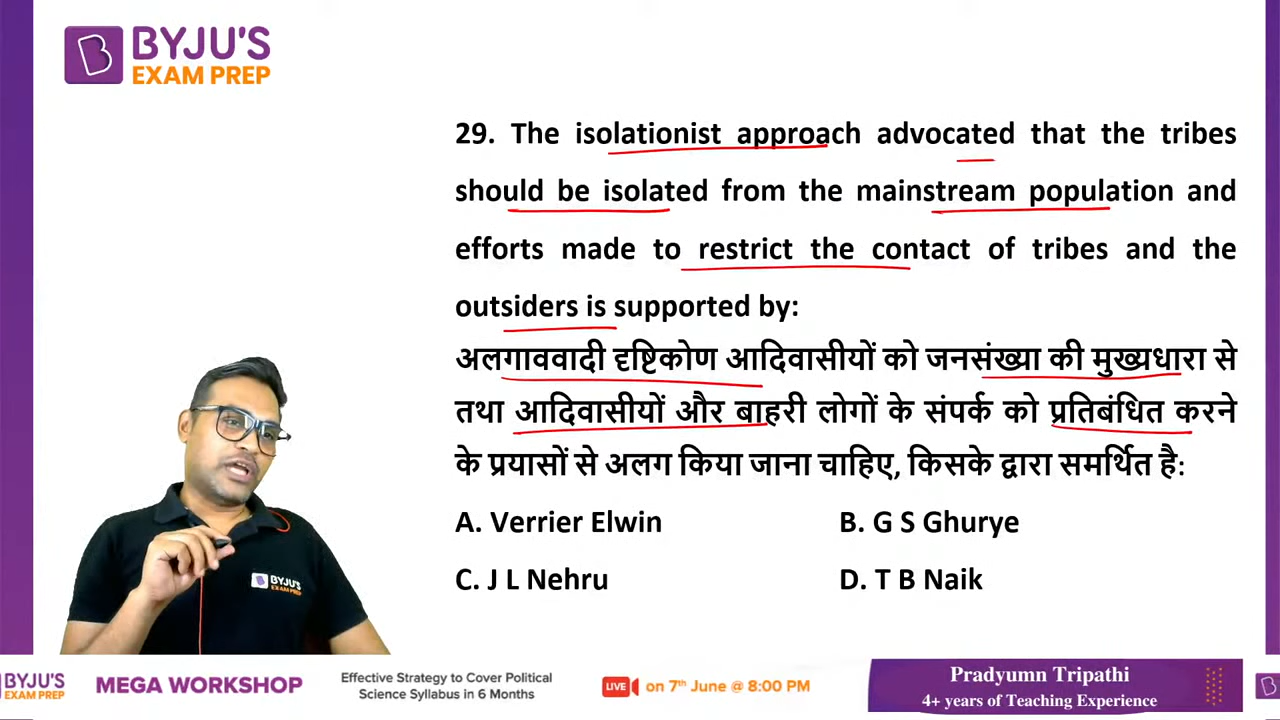 BYJU'S
EXAM PREP
29. The isolationist approach advocated that the tribes
should be isolated from the mainstream population and
efforts made to restrict the contact of tribes and the
outsiders is supported by:
अलगाववादी दृष्टिकोण आदिवासीयों को जनसंख्या की मुख्यधारा से
तथा आदिवासीयों और बाहरी लोगों के संपर्क को प्रतिबंधित करने
के प्रयासों से अलग किया जाना चाहिए, किसके द्वारा समर्थित है:
A. Verrier Elwin B. G S Ghurye
C. J L Nehru D. T B Naik
BYJU'S
EXAM PREP
BYJU'S
EXAM PREP
MEGA WORKSHOP
Effective Strategy to Cover Political
Science Syllabus in 6 Months
LIVE on 7th June @ 8:00 PM
Pradyumn Tripathi
4+ years of Teaching Experience